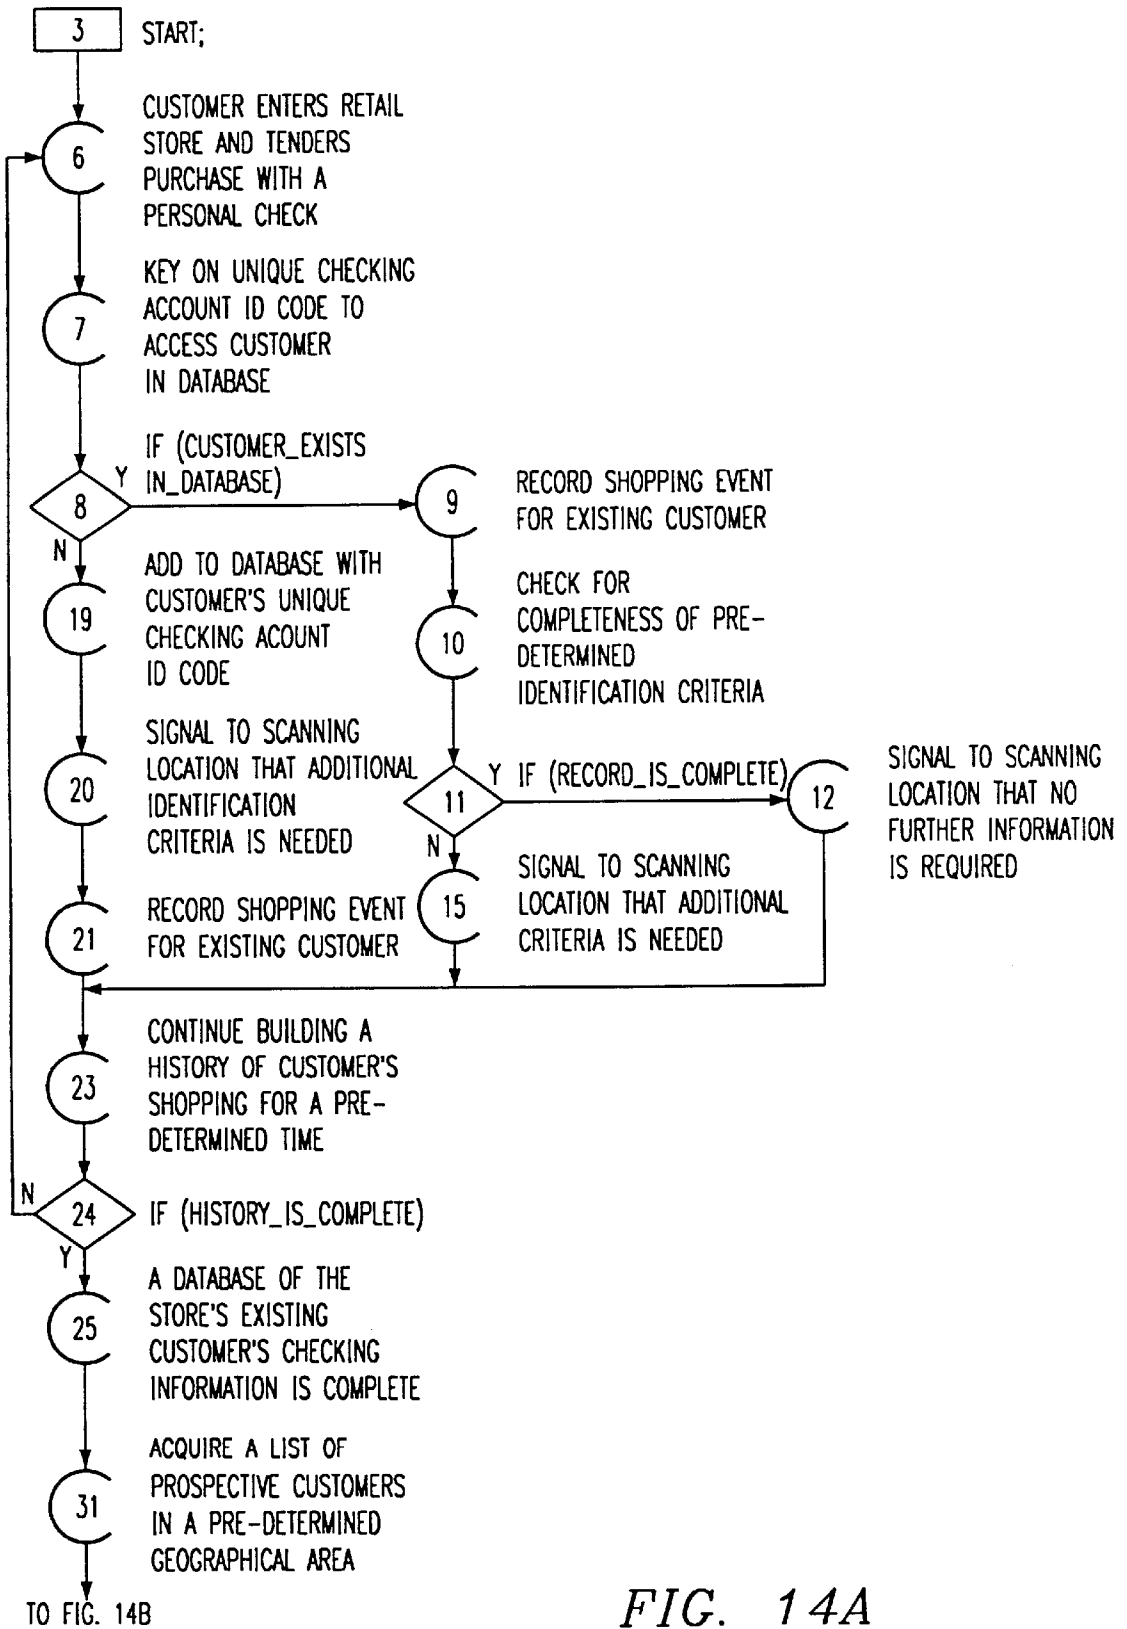 3
START;
6
CUSTOMER ENTERS RETAIL
STORE AND TENDERS
PURCHASE WITH A
PERSONAL CHECK
7
KEY ON UNIQUE CHECKING
ACCOUNT ID CODE TO
ACCESS CUSTOMER
IN DATABASE
8
Y
N
IF (CUSTOMER_EXISTS
IN_DATABASE)
9
RECORD SHOPPING EVENT
FOR EXISTING CUSTOMER
19
ADD TO DATABASE WITH
CUSTOMER'S UNIQUE
CHECKING ACOUNT
ID CODE
10
CHECK FOR
COMPLETENESS OF PRE-
DETERMINED
IDENTIFICATION CRITERIA
20
SIGNAL TO SCANNING
LOCATION THAT ADDITIONAL
IDENTIFICATION
CRITERIA IS NEEDED
11
Y
N
IF (RECORD_IS_COMPLETE)
12
SIGNAL TO SCANNING
LOCATION THAT NO
FURTHER INFORMATION
IS REQUIRED
21
RECORD SHOPPING EVENT
FOR EXISTING CUSTOMER
15
SIGNAL TO SCANNING
LOCATION THAT ADDITIONAL
CRITERIA IS NEEDED
23
CONTINUE BUILDING A
HISTORY OF CUSTOMER'S
SHOPPING FOR A PRE-
DETERMINED TIME
N
24
Y
IF (HISTORY_IS_COMPLETE)
25
A DATABASE OF THE
STORE'S EXISTING
CUSTOMER'S CHECKING
INFORMATION IS COMPLETE
31
ACQUIRE A LIST OF
PROSPECTIVE CUSTOMERS
IN A PRE-DETERMINED
GEOGRAPHICAL AREA
TO FIG. 14B
FIG. 14A